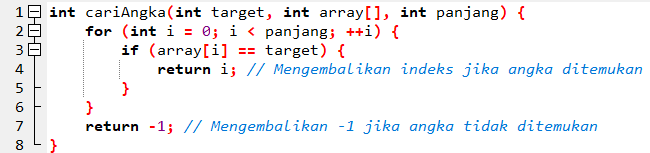 1 int cariAngka(int target, int array[], int panjang) {
2 for (int i = 0; i < panjang; ++i) {
3 if (array[i] == target) {
4 return i; // Mengembalikan indeks jika angka ditemukan
5 }
6 }
7 return -1; // Mengembalikan -1 jika angka tidak ditemukan
8 }